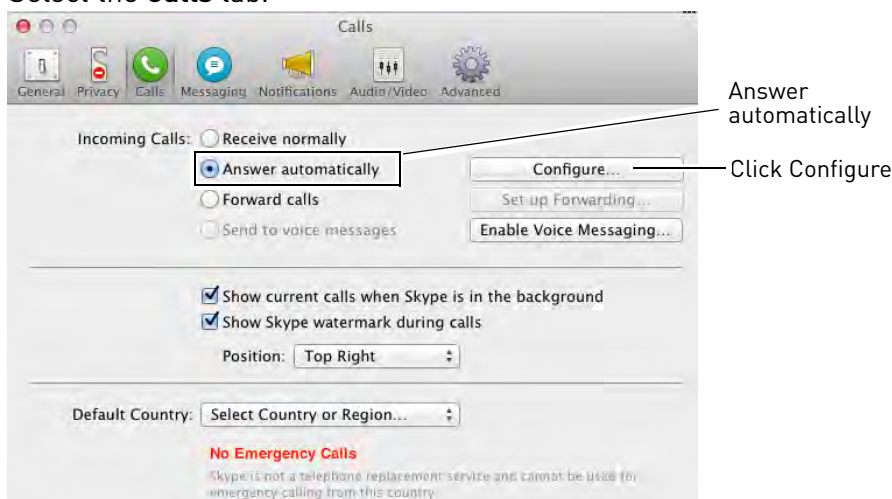 Select the Calls tab.
Calls
General Privacy Calls Messaging Notifications Audio/Video Advanced
Answer
automatically
Incoming Calls: Receive normally
Answer automatically Configure... Click Configure
Forward calls Set up Forwarding...
Send to voice messages Enable Voice Messaging...
Show current calls when Skype is in the background
Show Skype watermark during calls
Position: Top Right
Default Country: Select Country or Region...
No Emergency Calls
Skype is not a telephone replacement service and cannot be used for
emergency calling from this country